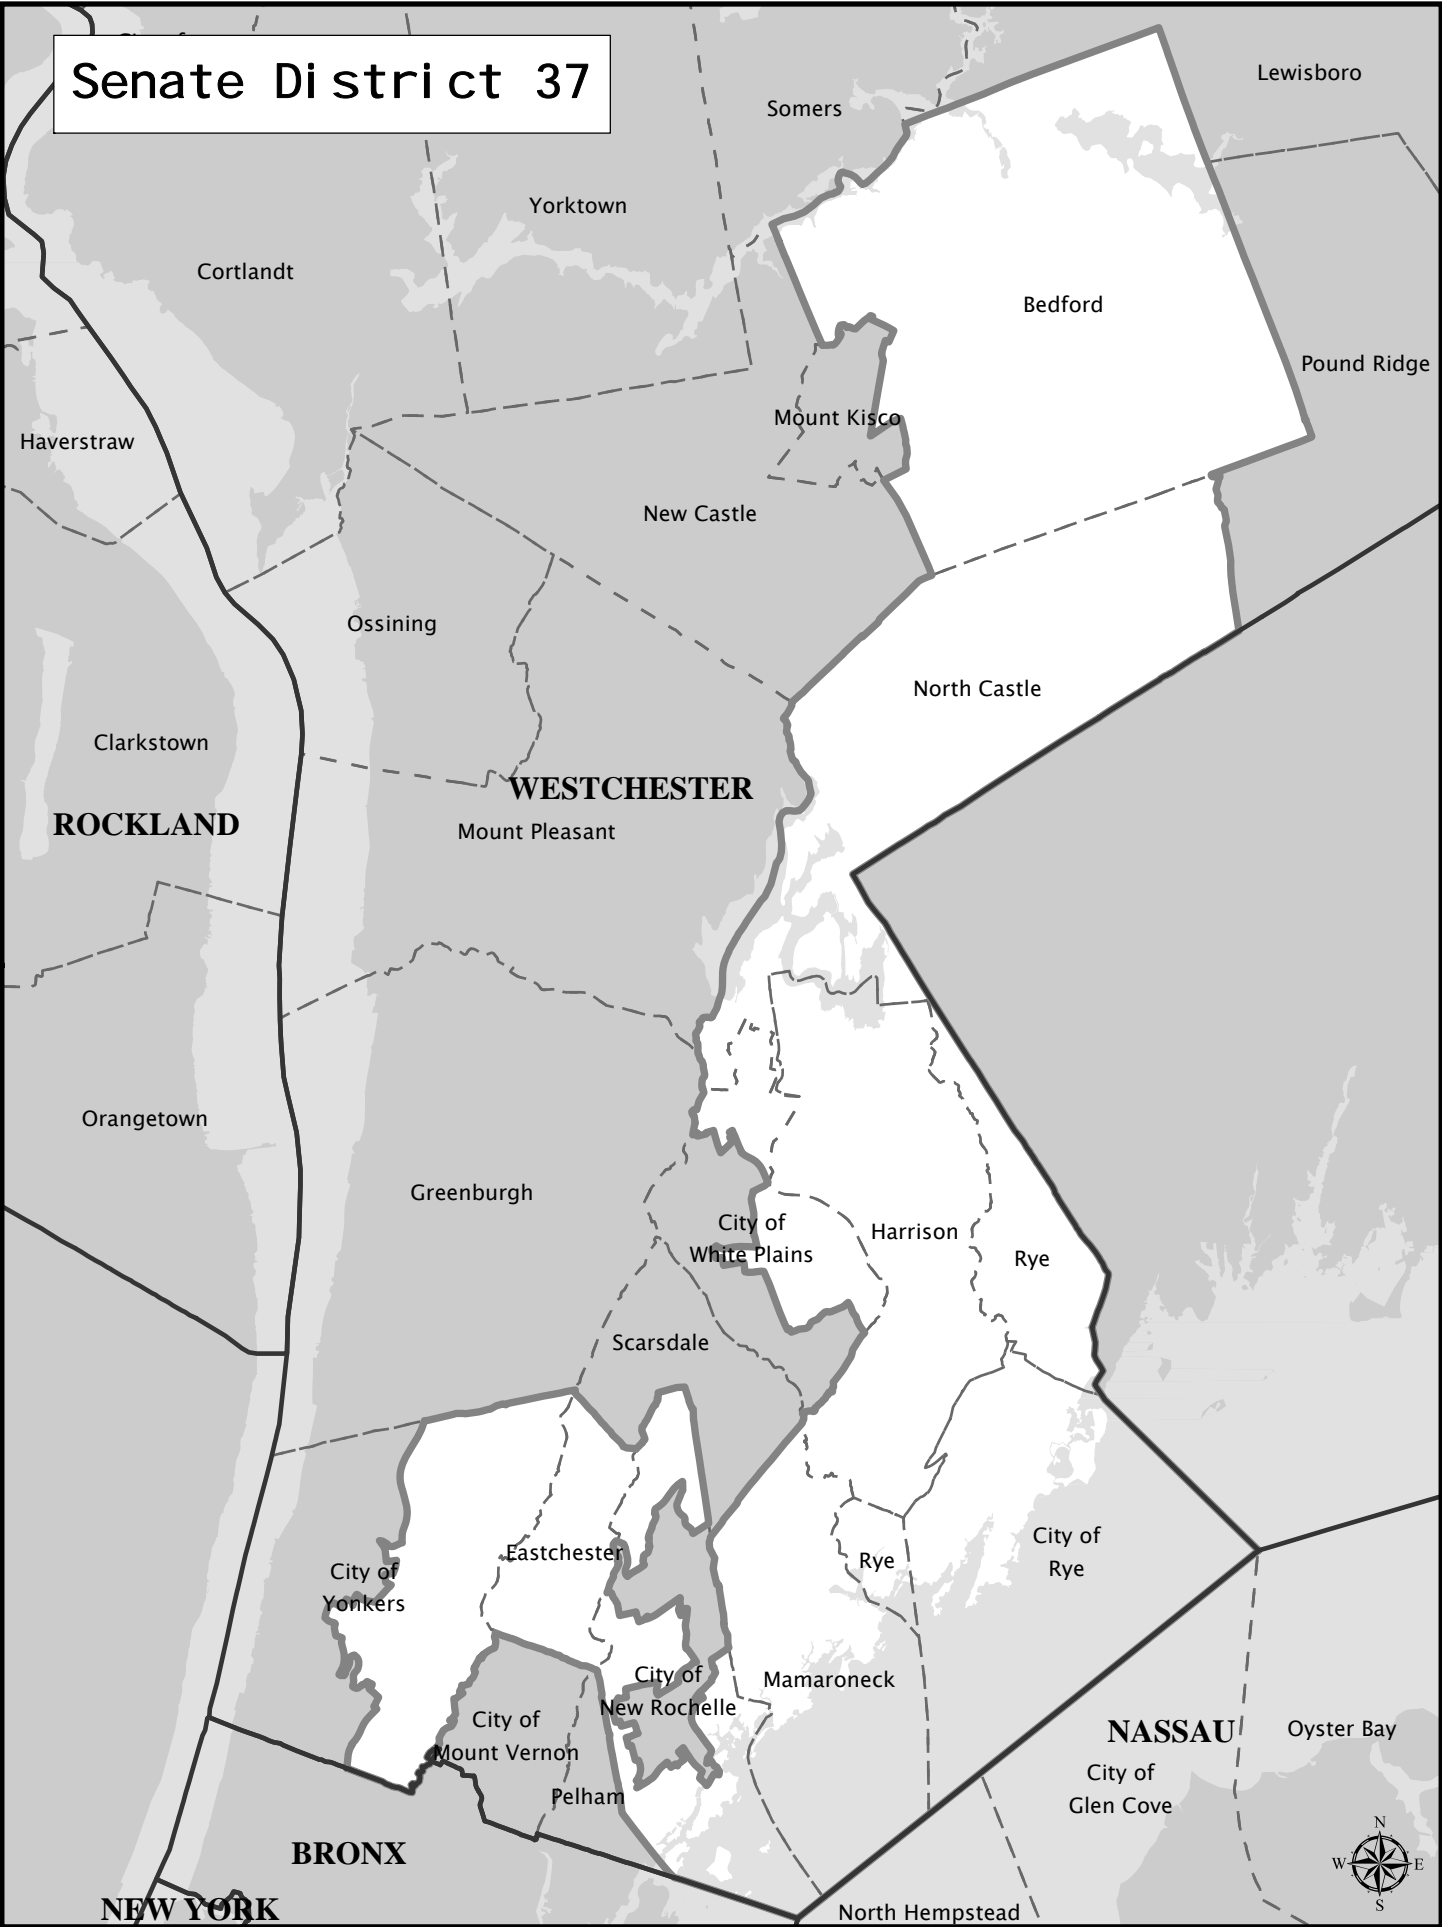 Senate District 37
Lewisboro
Somers
Yorktown
Cortlandt
Bedford
Pound Ridge
Haverstraw
Mount Kisco
New Castle
Ossining
North Castle
Clarkstown
WESTCHESTER
ROCKLAND
Mount Pleasant
Orangetown
Greenburgh
City of
White Plains
Harrison
Rye
Scarsdale
City of
Rye
Eastchester
Rye
City of
Yonkers
City of
New Rochelle
Mamaroneck
City of
Mount Vernon
NASSAU
Oyster Bay
City of
Glen Cove
Pelham
BRONX
N
W E
S
NEW YORK
North Hempstead